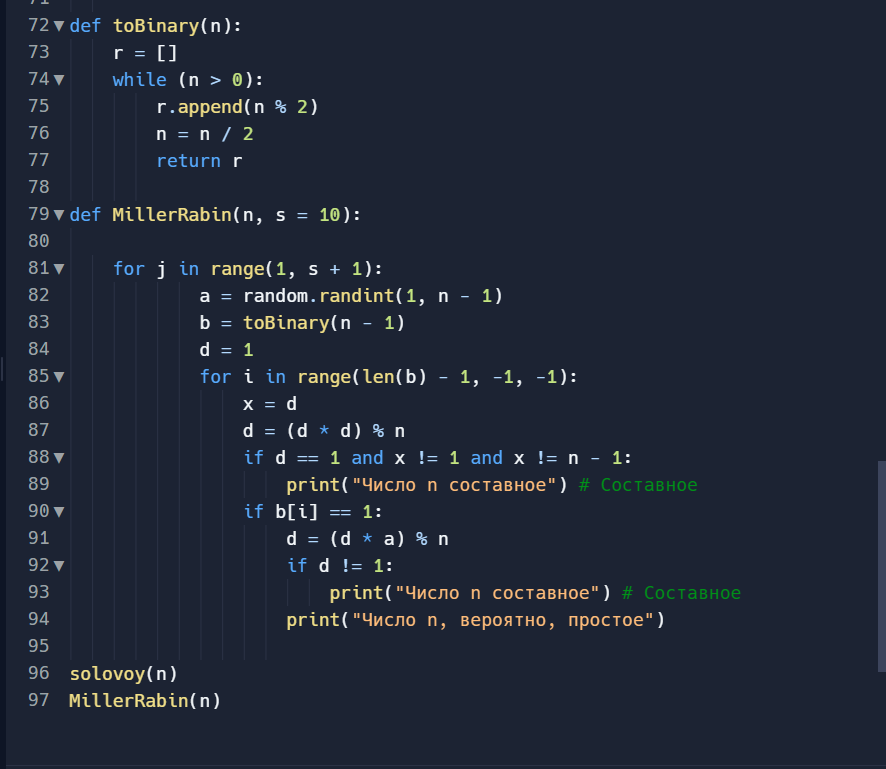 71
72 def toBinary(n):
73     r = []
74     while (n > 0):
75         r.append(n % 2)
76         n = n / 2
77         return r
78
79 def MillerRabin(n, s = 10):
80
81     for j in range(1, s + 1):
82             a = random.randint(1, n - 1)
83             b = toBinary(n - 1)
84             d = 1
85             for i in range(len(b) - 1, -1, -1):
86                 x = d
87                 d = (d * d) % n
88                 if d == 1 and x != 1 and x != n - 1:
89                     print("Число n составное") # Составное
90                 if b[i] == 1:
91                     d = (d * a) % n
92                     if d != 1:
93                         print("Число n составное") # Составное
94                     print("Число n, вероятно, простое")
95
96 solovoy(n)
97 MillerRabin(n)